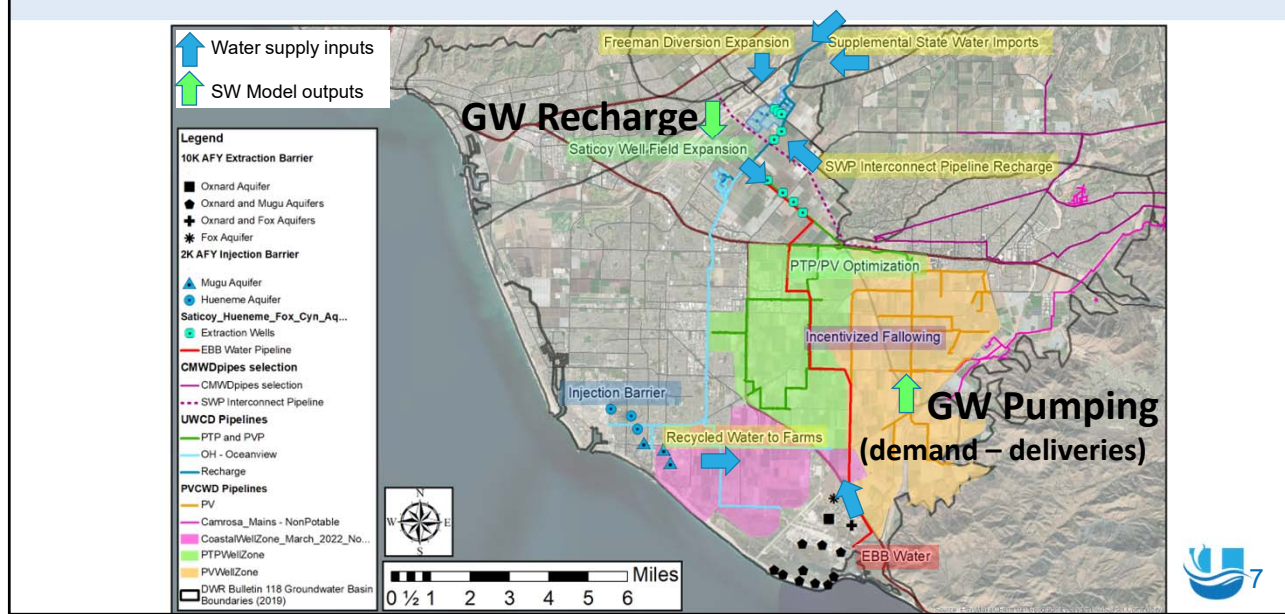 Water supply inputs
SW Model outputs
Legend
10K AFY Extraction Barrier
Oxnard Aquifer
Oxnard and Mugu Aquifers
Oxnard and Fox Aquifers
Fox Aquifer
2K AFY Injection Barrier
Mugu Aquifer
Hueneme Aquifer
Saticoy_Hueneme_Fox_Cyn_Aq...
Extraction Wells
EBB Water Pipeline
CMWDpipes selection
CMWDpipes selection
SWP Interconnect Pipeline
UWCD Pipelines
PTP and PVP
OH - Oceanview
Recharge
PVCWD Pipelines
PV
Camrosa_Mains - NonPotable
CoastalWellZone_March_2022_No...
PTPWellZone
PVWellZone
DWR Bulletin 118 Groundwater Basin
Boundaries (2019)
Freeman Diversion Expansion
Supplemental State Water Imports
GW Recharge
Saticoy Well Field Expansion
SWP Interconnect Pipeline Recharge
PTP/PV Optimization
Incentivized Fallowing
Injection Barrier
GW Pumping
(demand – deliveries)
Recycled Water to Farms
EBB Water
N
W E
S
Miles
0 ½ 1 2 3 4 5 6
7